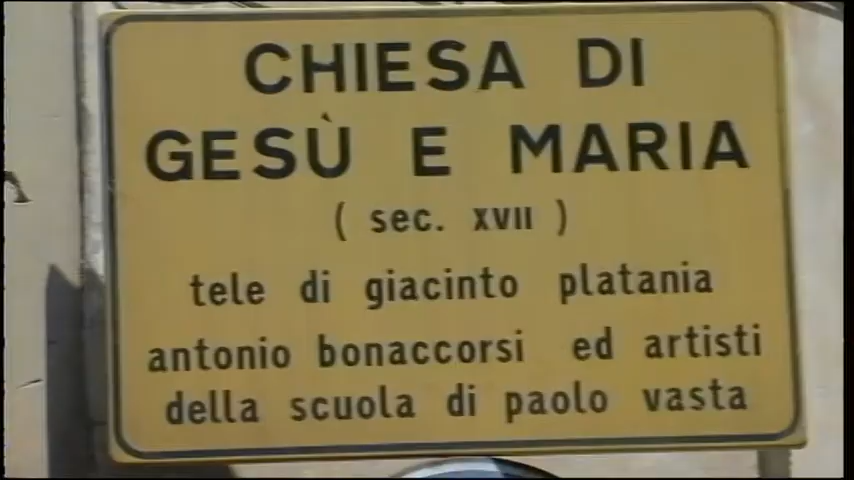 CHIESA DI
GESÙ E MARIA
( sec. XVII )
tele di giacinto platania
antonio bonaccorsi ed artisti
della scuola di paolo vasta